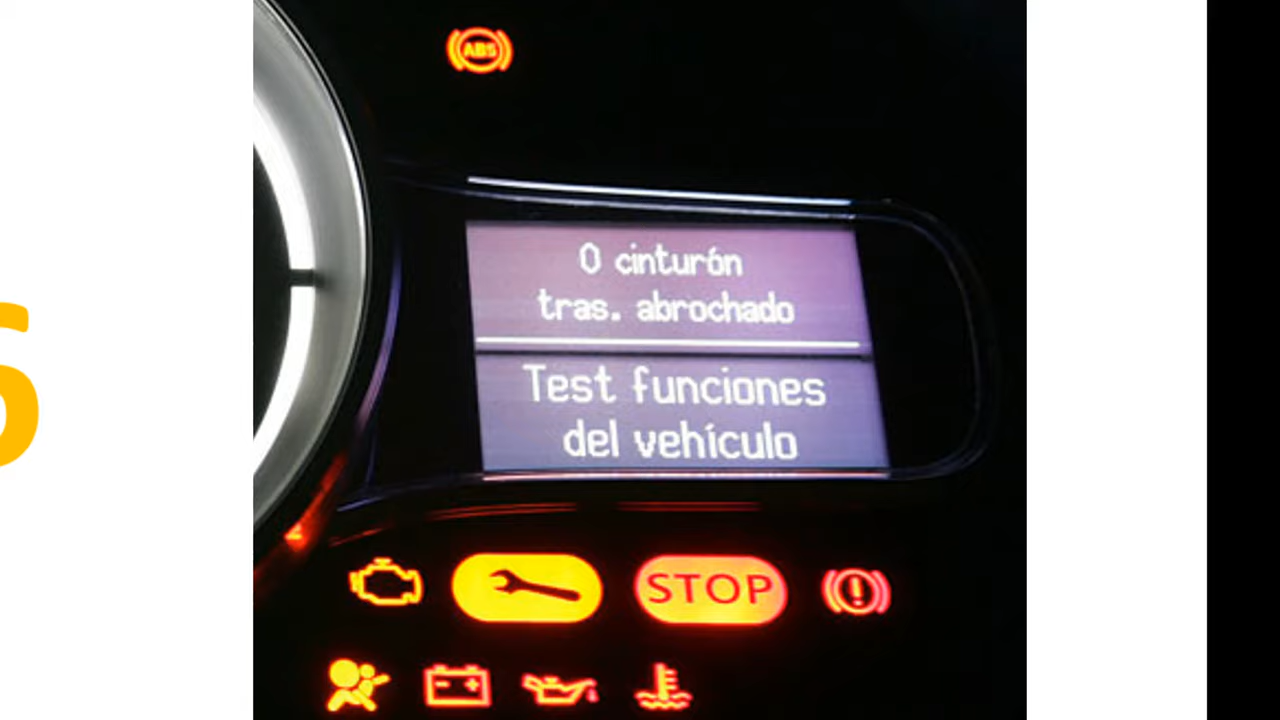 ABS
0 cinturón
tras. abrochado
Test funciones
del vehículo
STOP